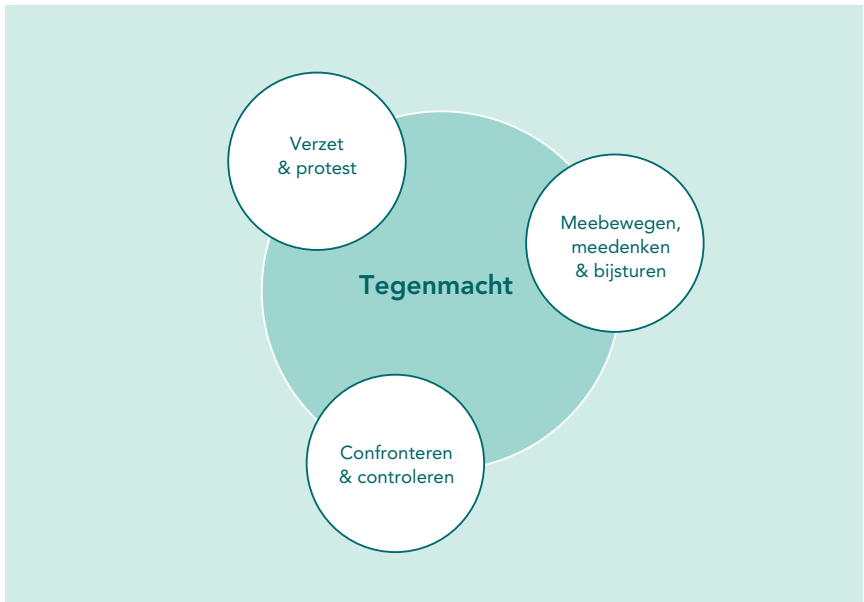 Verzet
& protest
Meebewegen,
meedenken
& bijsturen
Tegenmacht
Confronteren
& controleren